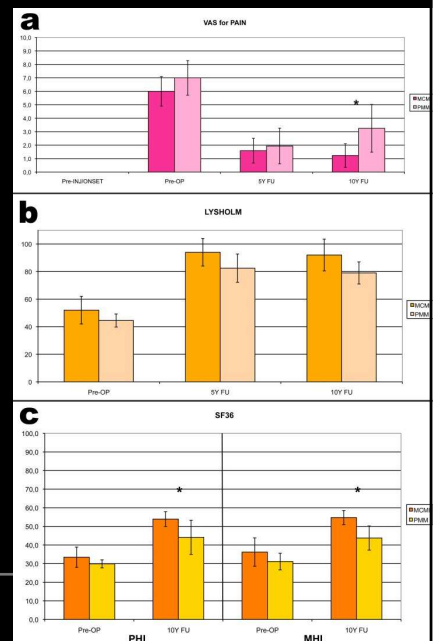 a
VAS for PAIN
10,0
9,0
8,0
7,0
6,0
5,0
4,0
3,0
2,0
1,0
0,0
*
MCMI
PMM
Pre-INJ/ONSET Pre-OP 5Y FU 10Y FU
b
LYSHOLM
100
80
60
40
20
0
MCMI
PMM
Pre-OP 5Y FU 10Y FU
c
SF36
100,0
90,0
80,0
70,0
60,0
50,0
40,0
30,0
20,0
10,0
0,0
* *
MCMI
PMM
Pre-OP 10Y FU Pre-OP 10Y FU
PHI MHI